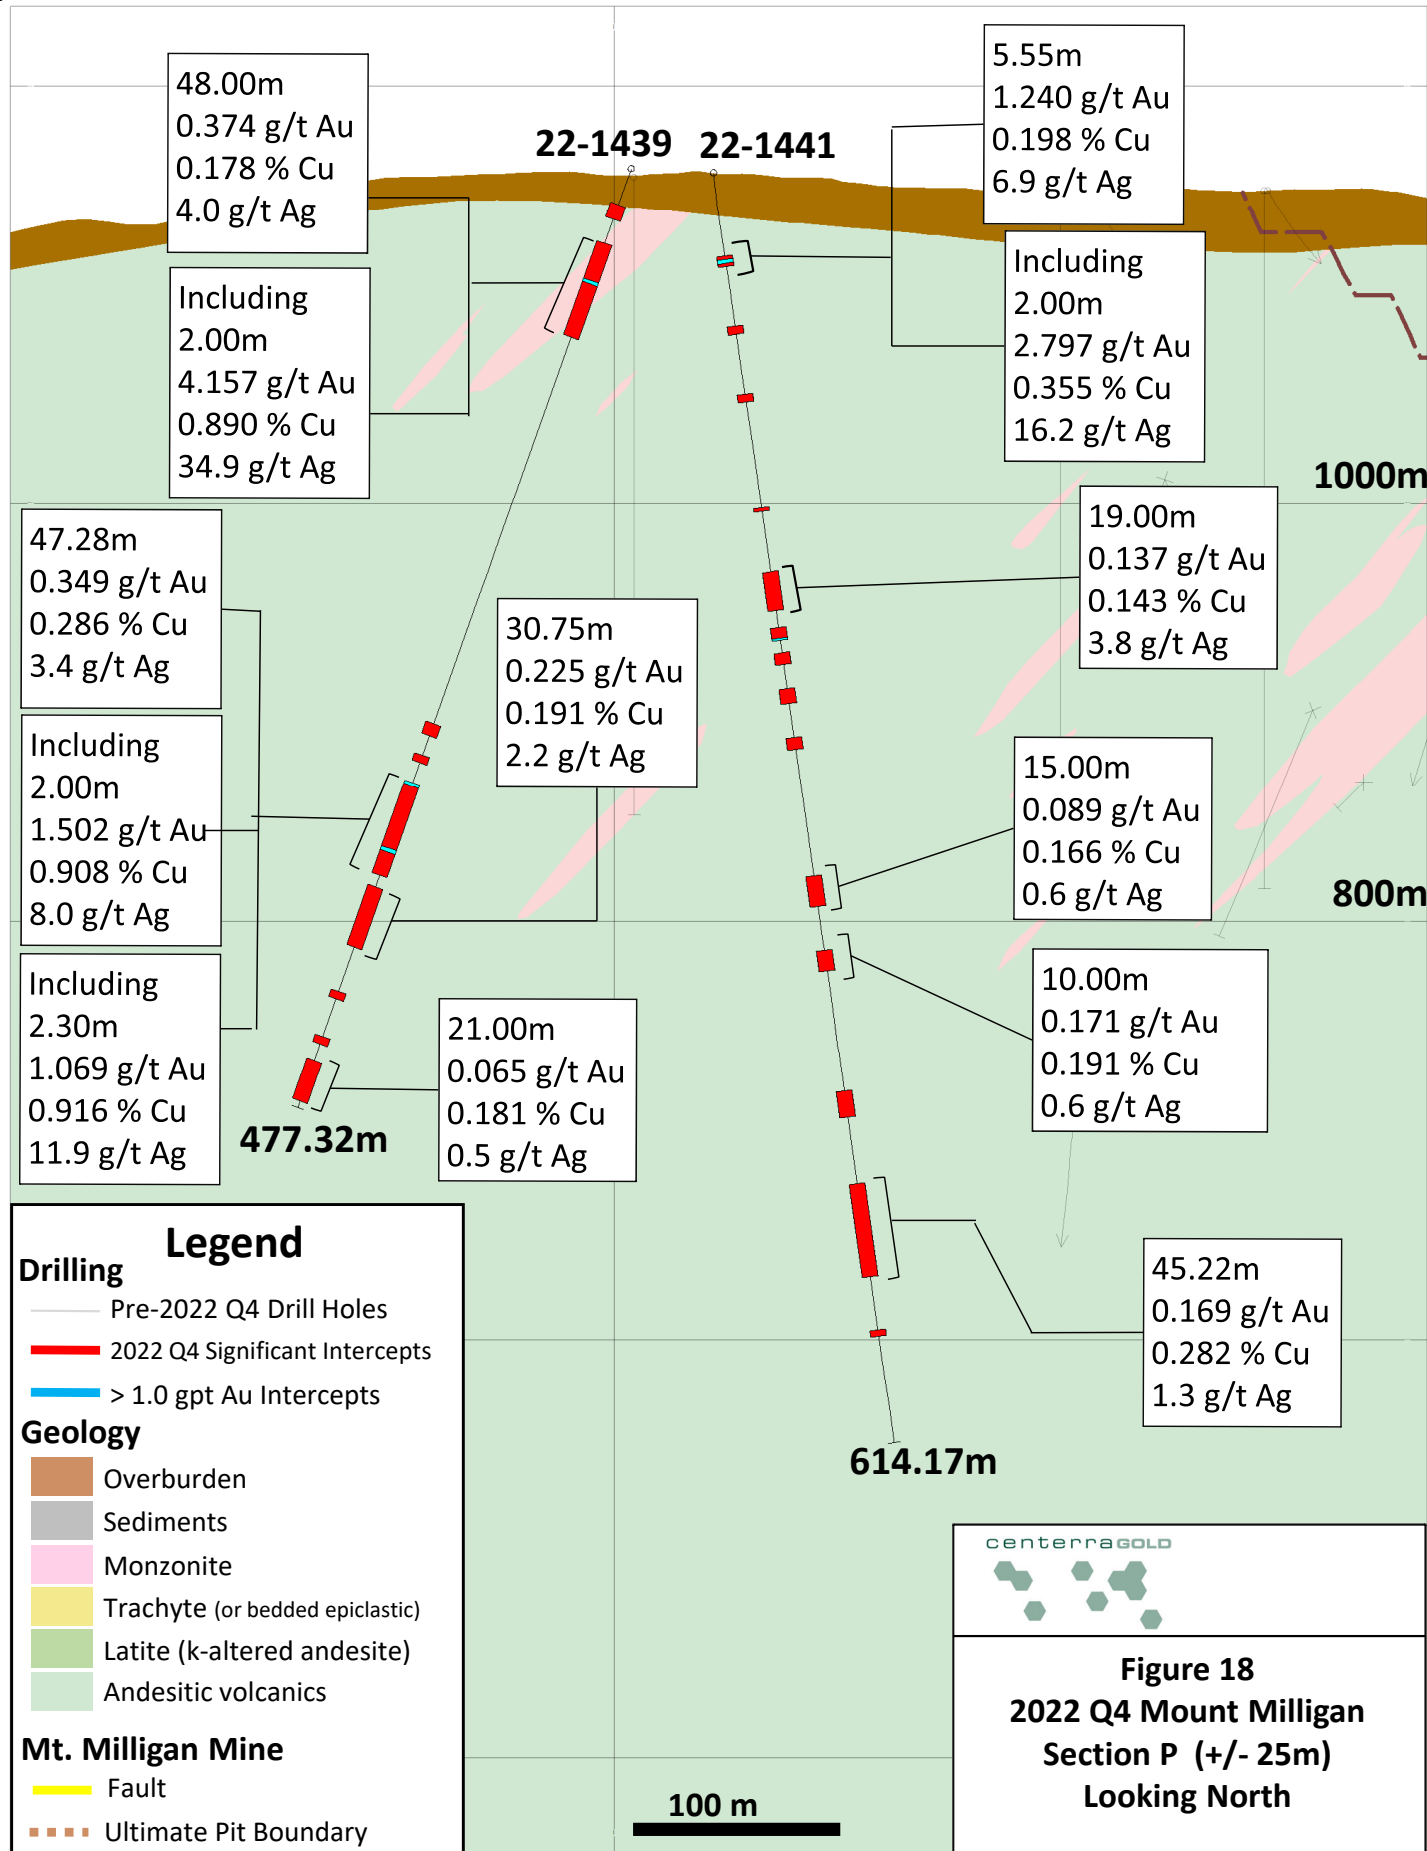 48.00m
0.374 g/t Au
0.178 % Cu
4.0 g/t Ag
Including
2.00m
4.157 g/t Au
0.890 % Cu
34.9 g/t Ag
22-1439
22-1441
5.55m
1.240 g/t Au
0.198 % Cu
6.9 g/t Ag
Including
2.00m
2.797 g/t Au
0.355 % Cu
16.2 g/t Ag
1000m
47.28m
0.349 g/t Au
0.286 % Cu
3.4 g/t Ag
Including
2.00m
1.502 g/t Au
0.908 % Cu
8.0 g/t Ag
Including
2.30m
1.069 g/t Au
0.916 % Cu
11.9 g/t Ag
30.75m
0.225 g/t Au
0.191 % Cu
2.2 g/t Ag
19.00m
0.137 g/t Au
0.143 % Cu
3.8 g/t Ag
15.00m
0.089 g/t Au
0.166 % Cu
0.6 g/t Ag
800m
10.00m
0.171 g/t Au
0.191 % Cu
0.6 g/t Ag
21.00m
0.065 g/t Au
0.181 % Cu
0.5 g/t Ag
477.32m
45.22m
0.169 g/t Au
0.282 % Cu
1.3 g/t Ag
614.17m
Legend
Drilling
Pre-2022 Q4 Drill Holes
2022 Q4 Significant Intercepts
> 1.0 gpt Au Intercepts
Geology
Overburden
Sediments
Monzonite
Trachyte (or bedded epiclastic)
Latite (k-altered andesite)
Andesitic volcanics
Mt. Milligan Mine
Fault
Ultimate Pit Boundary
100 m
centerraGOLD
Figure 18
2022 Q4 Mount Milligan
Section P (+/- 25m)
Looking North